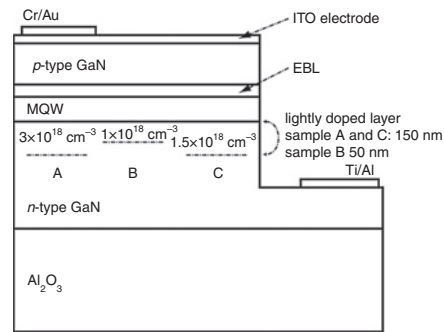 Cr/Au
ITO electrode
p-type GaN
EBL
MQW
lightly doped layer
sample A and C: 150 nm
sample B 50 nm
3×10¹⁸ cm⁻³
1×10¹⁸ cm⁻³
1.5×10¹⁸ cm⁻³
A
B
C
Ti/Al
n-type GaN
Al₂O₃